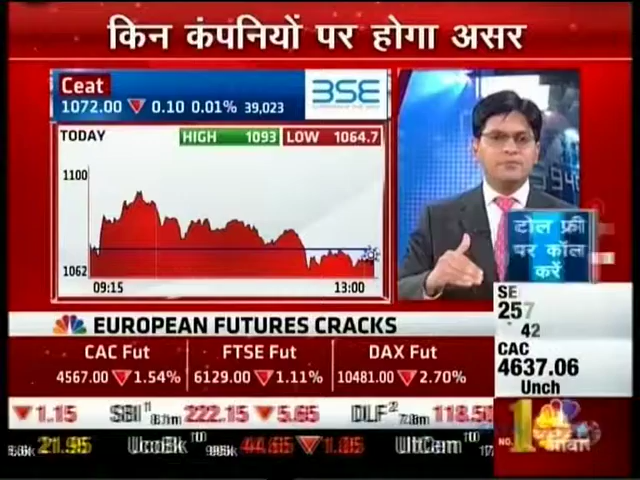 किन कंपनियों पर होगा असर
Ceat
1072.00 ▼ 0.10 0.01% 39,023
BSE
TODAY HIGH 1093 LOW 1064.7
1100
1062
09:15 13:00
टोल फ्री
पर कॉल
करें
EUROPEAN FUTURES CRACKS
CAC Fut FTSE Fut DAX Fut
4567.00 ▼ 1.54% 6129.00 ▼ 1.11% 10481.00 ▼ 2.70%
CAC
4637.06
Unch
▼ 1.15 SBI 222.15 ▼ 5.65 DLF 118.50
21.95 UcoBk 44.65 ▼ 1.05 UltCem
NO. 1 आवाज़